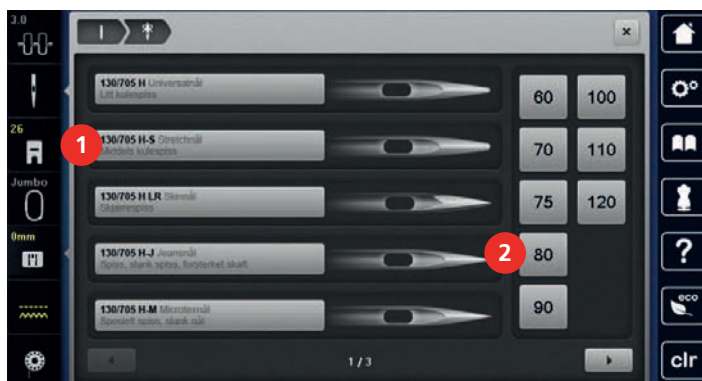 3.0
×
130/705 H Universalnål
Litt kulespiss
60 100
26
1
130/705 H-S Stretchnål
Middels kulespiss
70 110
Jumbo
130/705 H LR Skinnål
Skjærespiss
75 120
0mm
130/705 H-J Jeansnål
Spiss, slank spiss, forsterket skaft
2
80
?
eco
130/705 H-M Microtexnål
Spesielt spiss, slank nål
90
1 / 3
clr